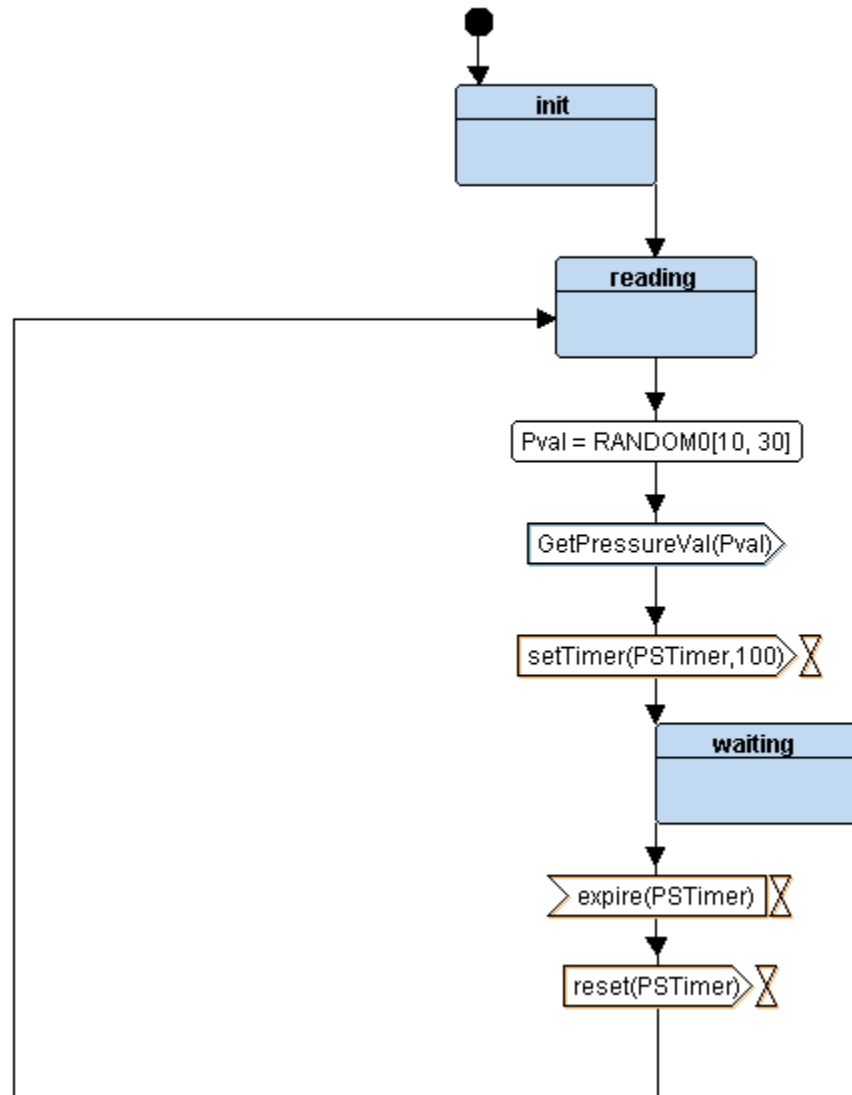 init
reading
Pval = RANDOM0[10, 30]
GetPressureVal(Pval)
setTimer(PSTimer,100)
waiting
expire(PSTimer)
reset(PSTimer)